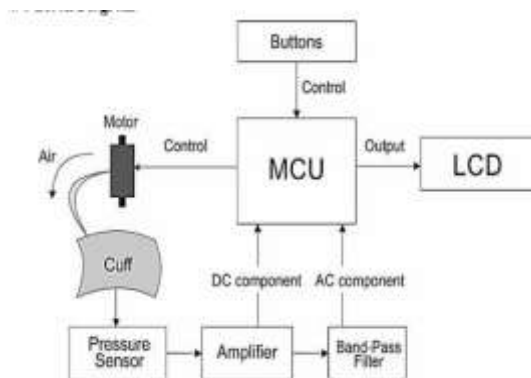 Buttons
Control
Motor
Air
Control
MCU
Output
LCD
Cuff
DC component
AC component
Pressure
Sensor
Amplifier
Band-Pass
Filter